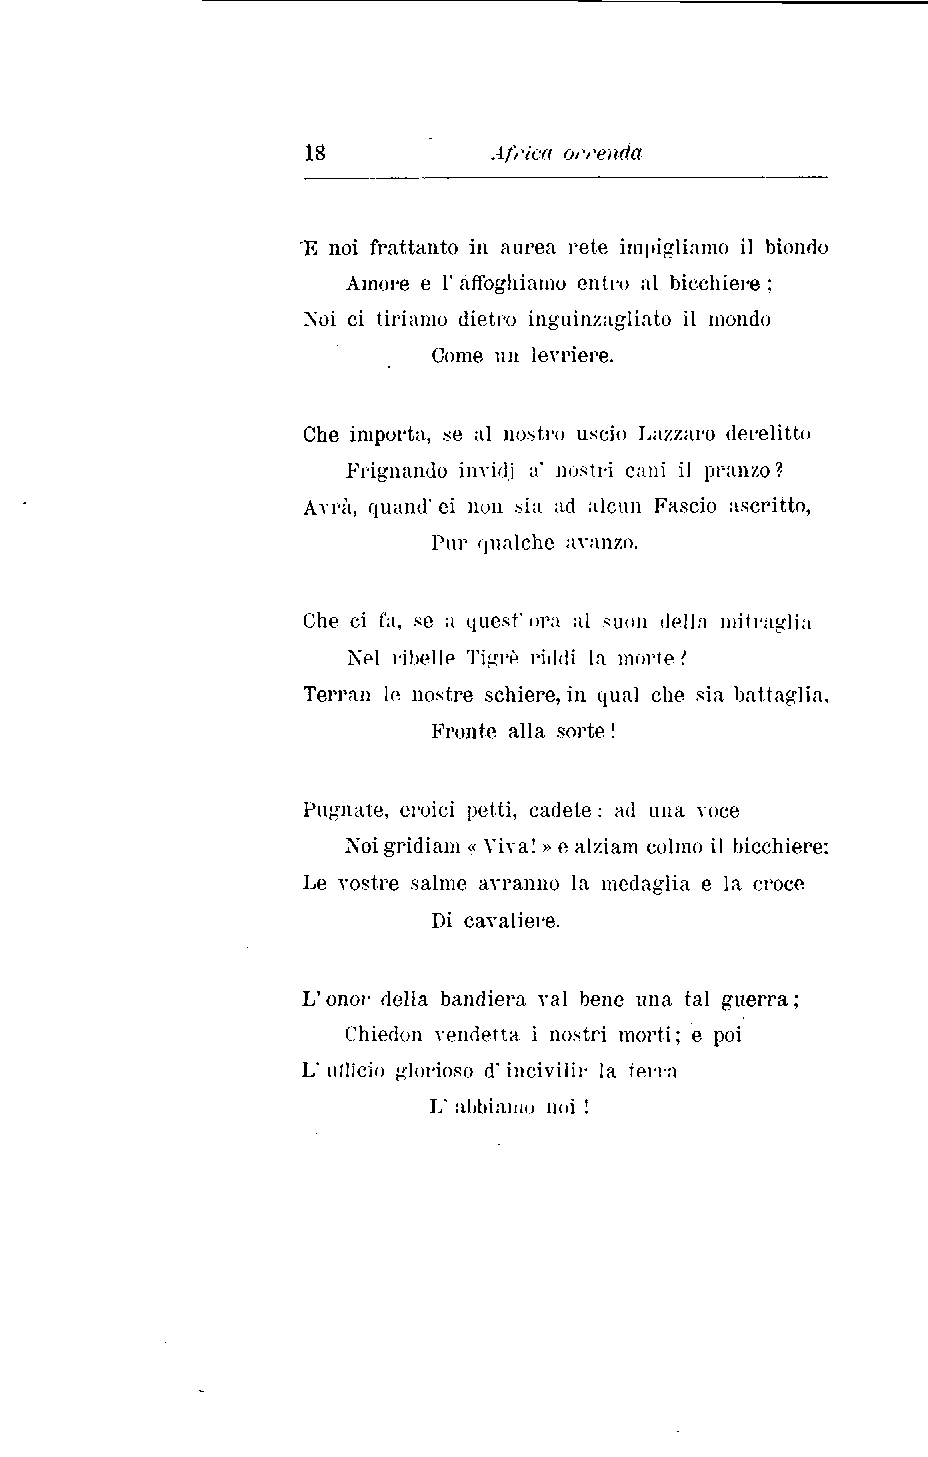 18 Africa orrenda
E noi frattanto in aurea rete impigliamo il biondo
Amore e l' affoghiamo entro al bicchiere ;
Noi ci tiriamo dietro inguinzagliato il mondo
Come un levriere.
Che importa, se al nostro uscio Lazzaro derelitto
Frignando invidj a' nostri cani il pranzo ?
Avrà, quand' ei non sia ad alcun Fascio ascritto,
Pur qualche avanzo.
Che ci fa, se a quest' ora al suon della mitraglia
Nel ribelle Tigrè riddi la morte ?
Terran le nostre schiere, in qual che sia battaglia,
Fronte alla sorte !
Pugnate, eroici petti, cadete : ad una voce
Noi gridiam « Viva! » e alziam colmo il bicchiere:
Le vostre salme avranno la medaglia e la croce
Di cavaliere.
L' onor della bandiera val bene una tal guerra ;
Chiedon vendetta i nostri morti ; e poi
L' ufficio glorioso d' incivilir la terra
L' abbiamo noi !